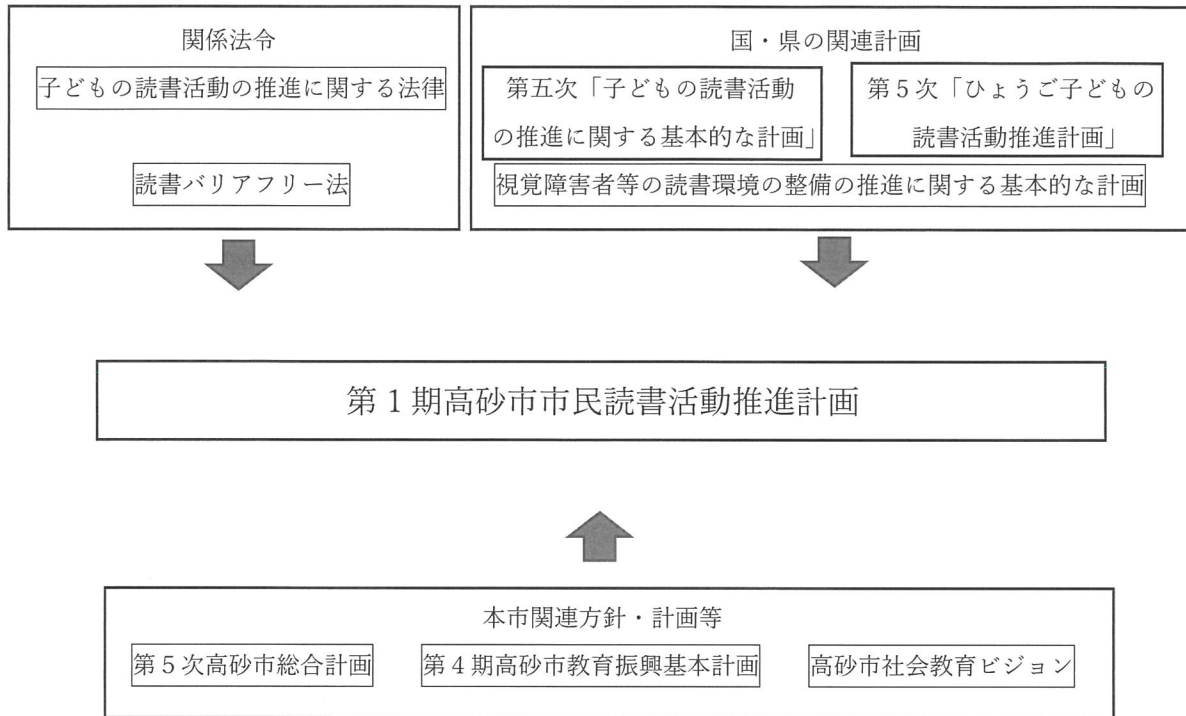 関係法令
子どもの読書活動の推進に関する法律
読書バリアフリー法
国・県の関連計画
第五次「子どもの読書活動
の推進に関する基本的な計画」
第5次「ひょうご子どもの
読書活動推進計画」
視覚障害者等の読書環境の整備の推進に関する基本的な計画
第1期高砂市市民読書活動推進計画
本市関連方針・計画等
第5次高砂市総合計画
第4期高砂市教育振興基本計画
高砂市社会教育ビジョン